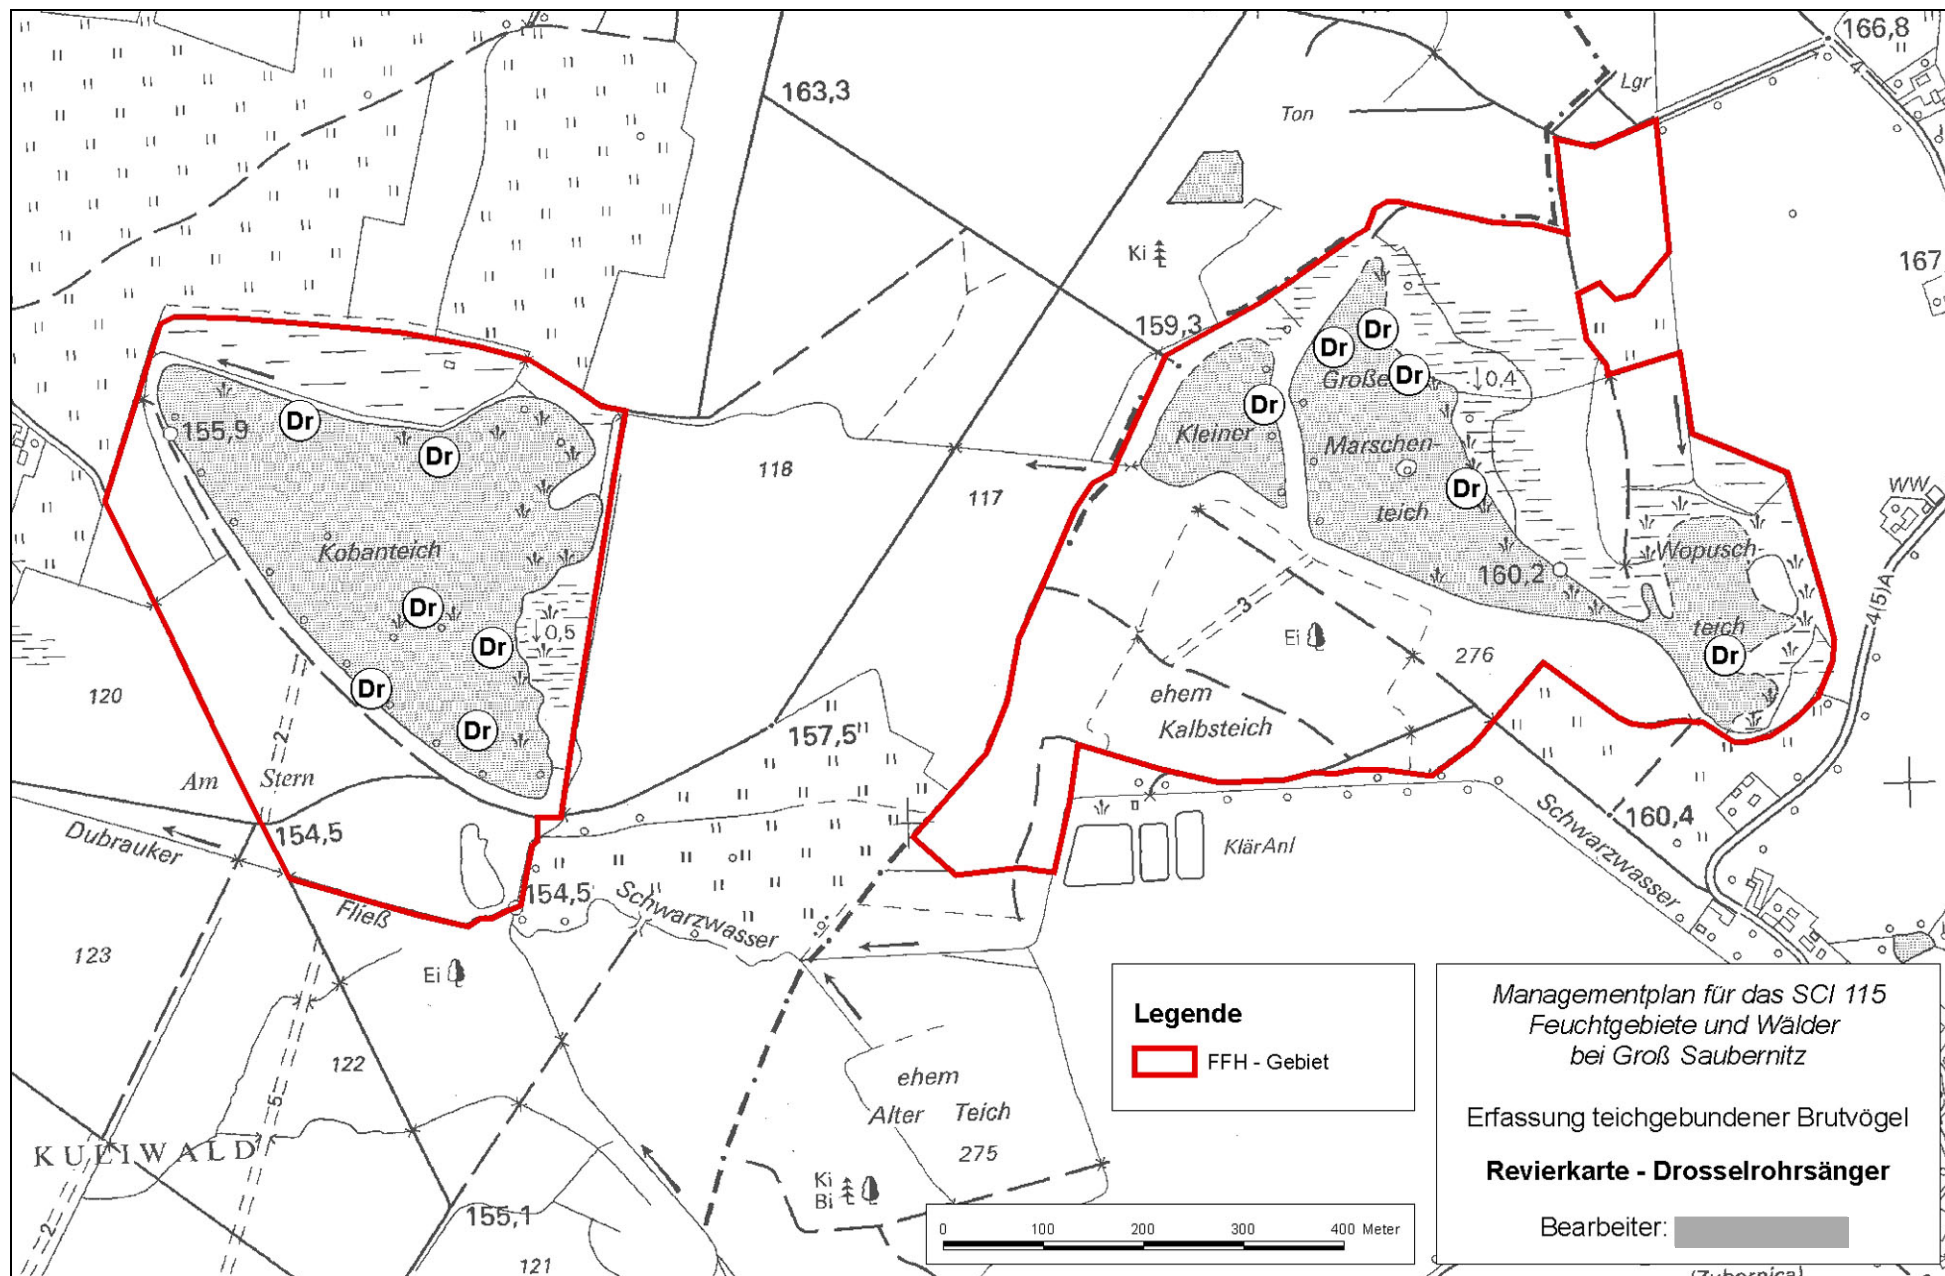 166,8
4
Lgr
163,3
Ton
Ki
167
159,3
Dr
Dr
Dr
Große
↓0,4
Dr
Dr
155,9
Kleiner
Marschen-
Dr
118
117
Dr
teich
WW
Kobanteich
Wopusch-
160,2
4(5)A
Dr
3
Dr
↓0,5
Ei
teich
276
Dr
Dr
120
ehem
Kalbsteich
Dr
2
157,5
Am Stern
154,5
Dubrauker
Schwarzwasser
160,4
KlärAnl
154,5
Schwarzwasser
Fließ
123
Ei
122
5
ehem
Alter Teich
275
KULIWALD
Ki
Bi
155,1
2
121
Legende
FFH - Gebiet
0 100 200 300 400 Meter
Managementplan für das SCI 115
Feuchtgebiete und Wälder
bei Groß Saubernitz
Erfassung teichgebundener Brutvögel
Revierkarte - Drosselrohrsänger
Bearbeiter: